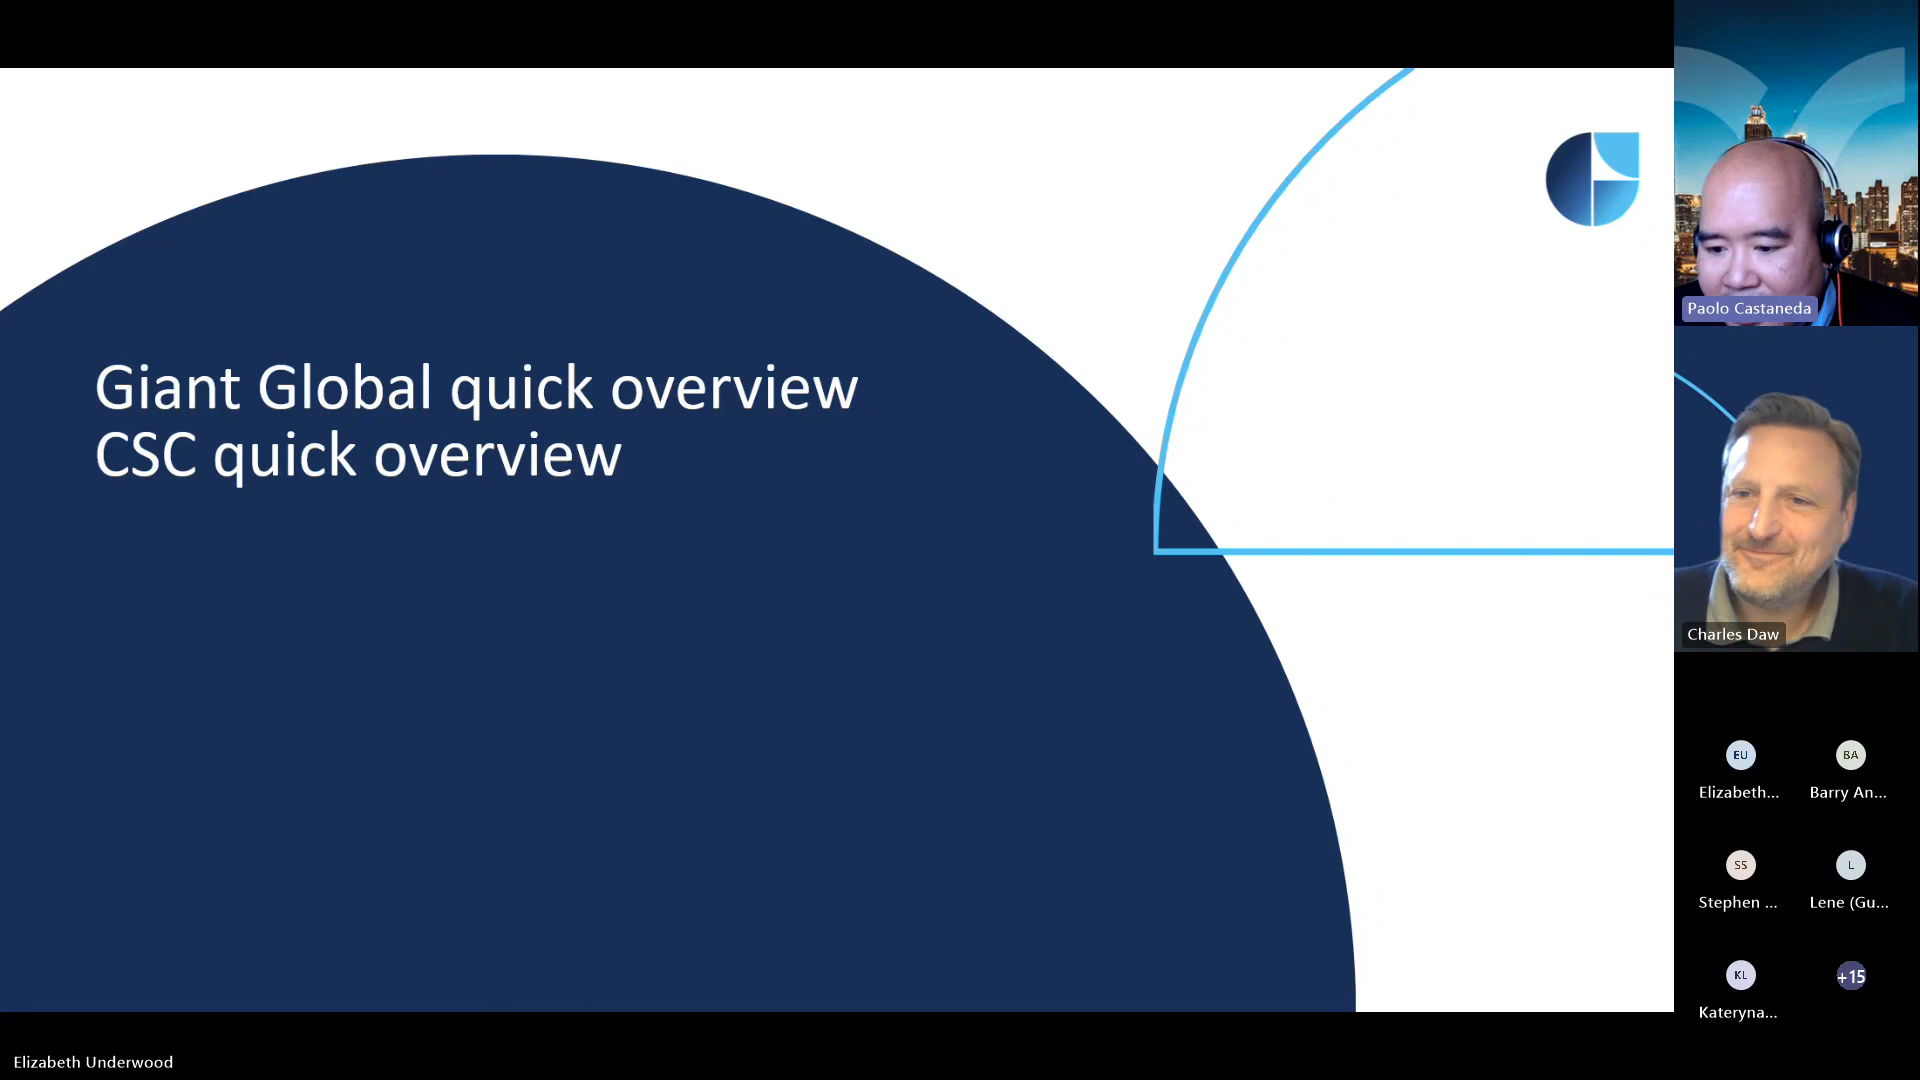 Giant Global quick overview
CSC quick overview
Paolo Castaneda
Charles Daw
EU
BA
Elizabeth...
Barry An...
SS
L
Stephen ...
Lene (Gu...
KL
+15
Kateryna...
Elizabeth Underwood